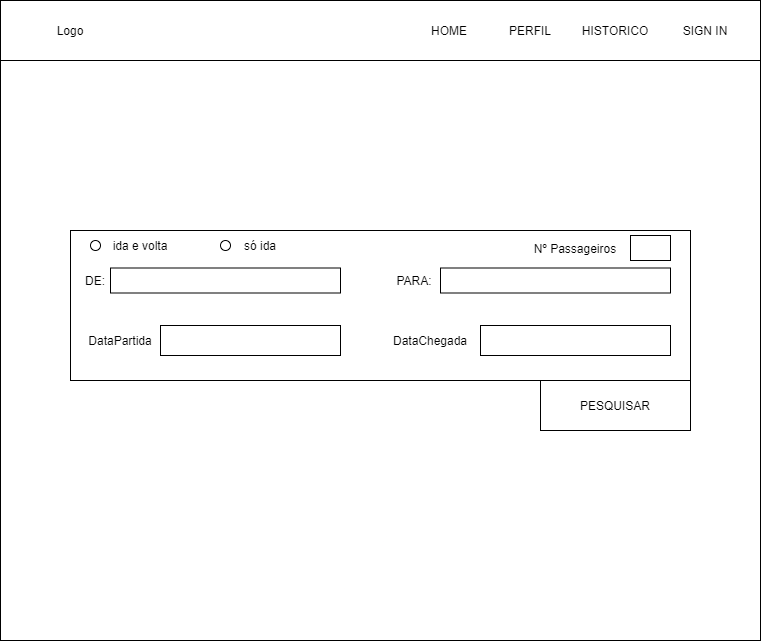 Logo HOME PERFIL HISTORICO SIGN IN
ida e volta só ida Nº Passageiros
DE: PARA:
DataPartida DataChegada
PESQUISAR